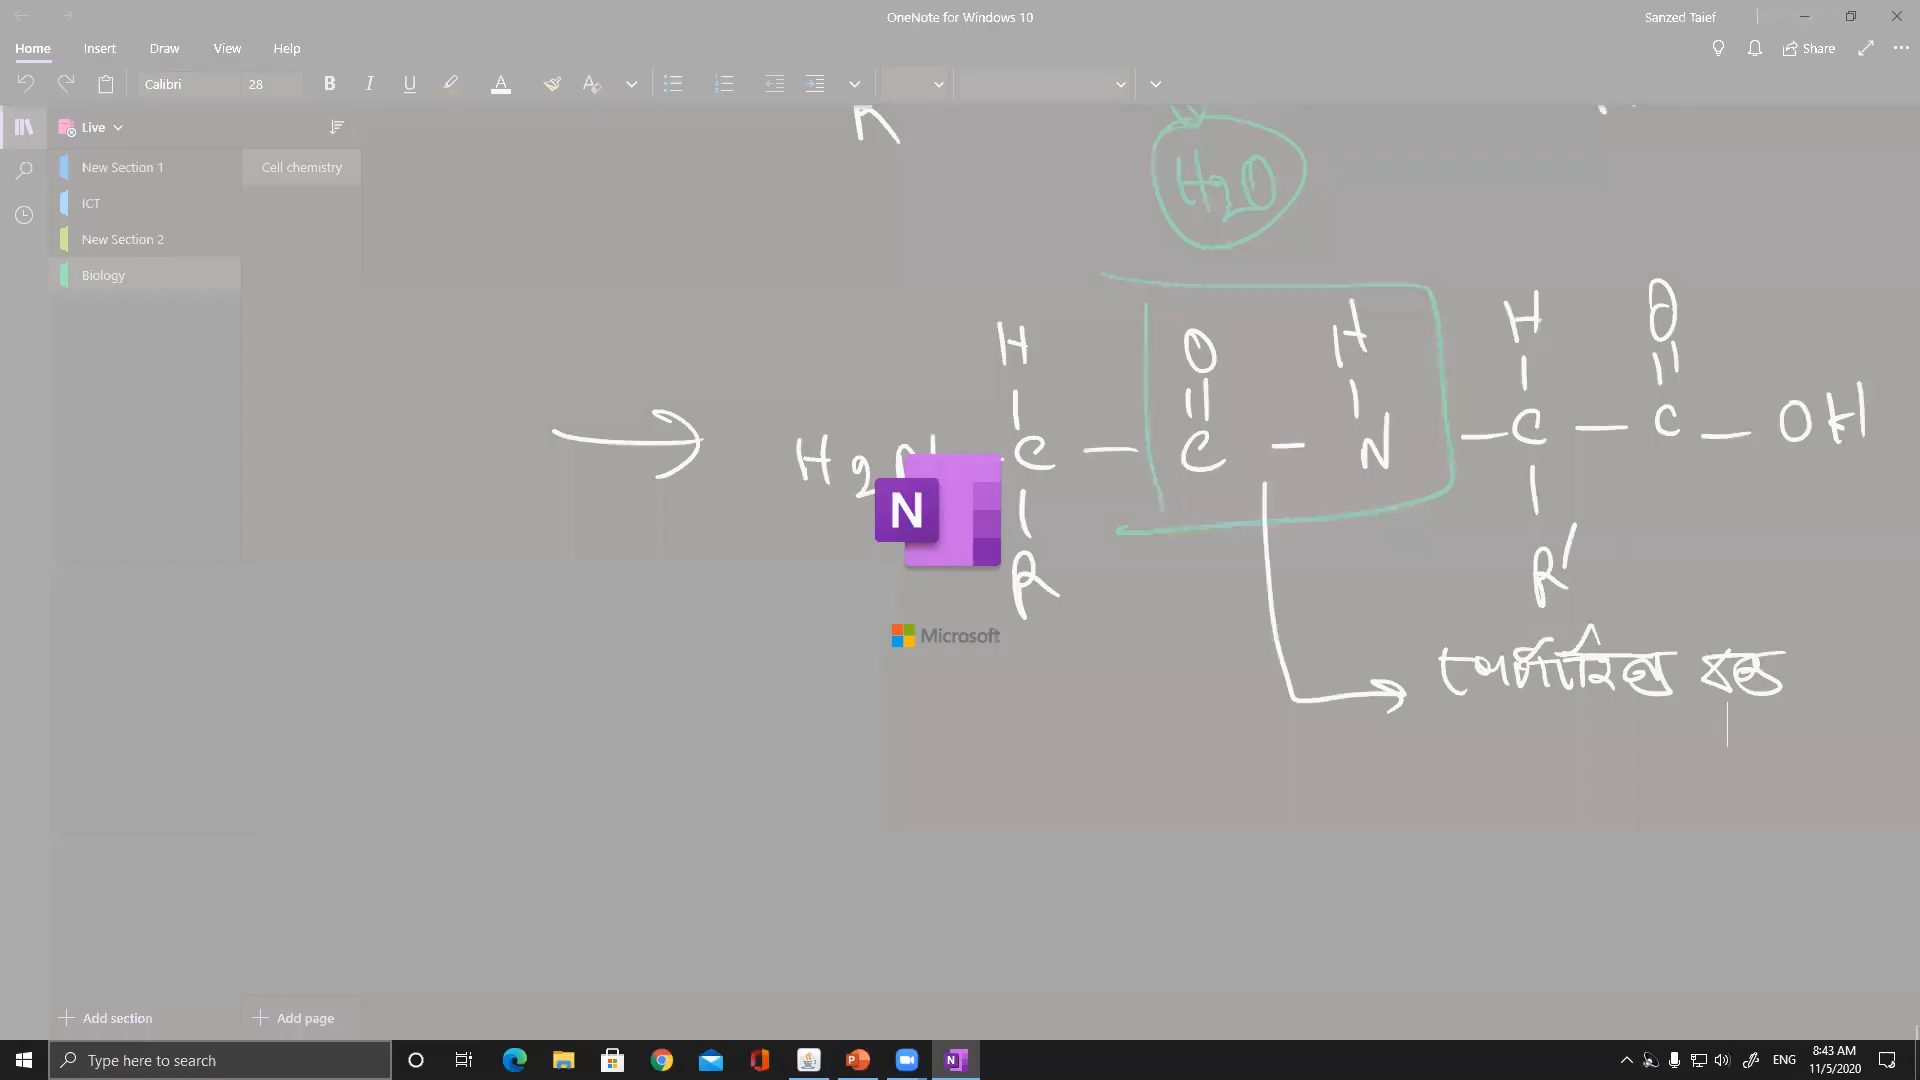 OneNote for Windows 10
Sanzed Taief
Home Insert Draw View Help
Share
Calibri 28 B I U A A
Live
New Section 1
Cell chemistry
ICT
New Section 2
Biology
R
H2O
H O H H O
H2N C — C — N — C — C — OH
R R'
N
Microsoft
Add section
Add page
Type here to search
ENG
8:43 AM
11/5/2020